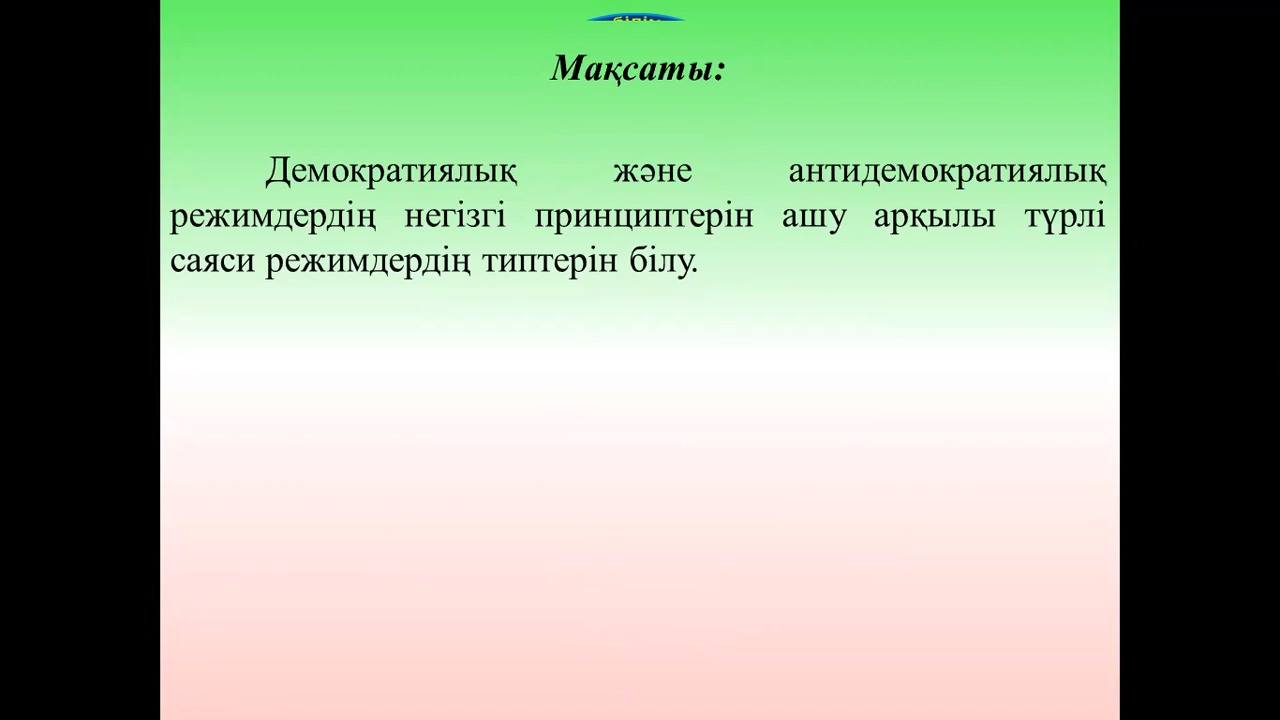 Мақсаты:
Демократиялық және антидемократиялық
режимдердің негізгі принциптерін ашу арқылы түрлі
саяси режимдердің типтерін білу.